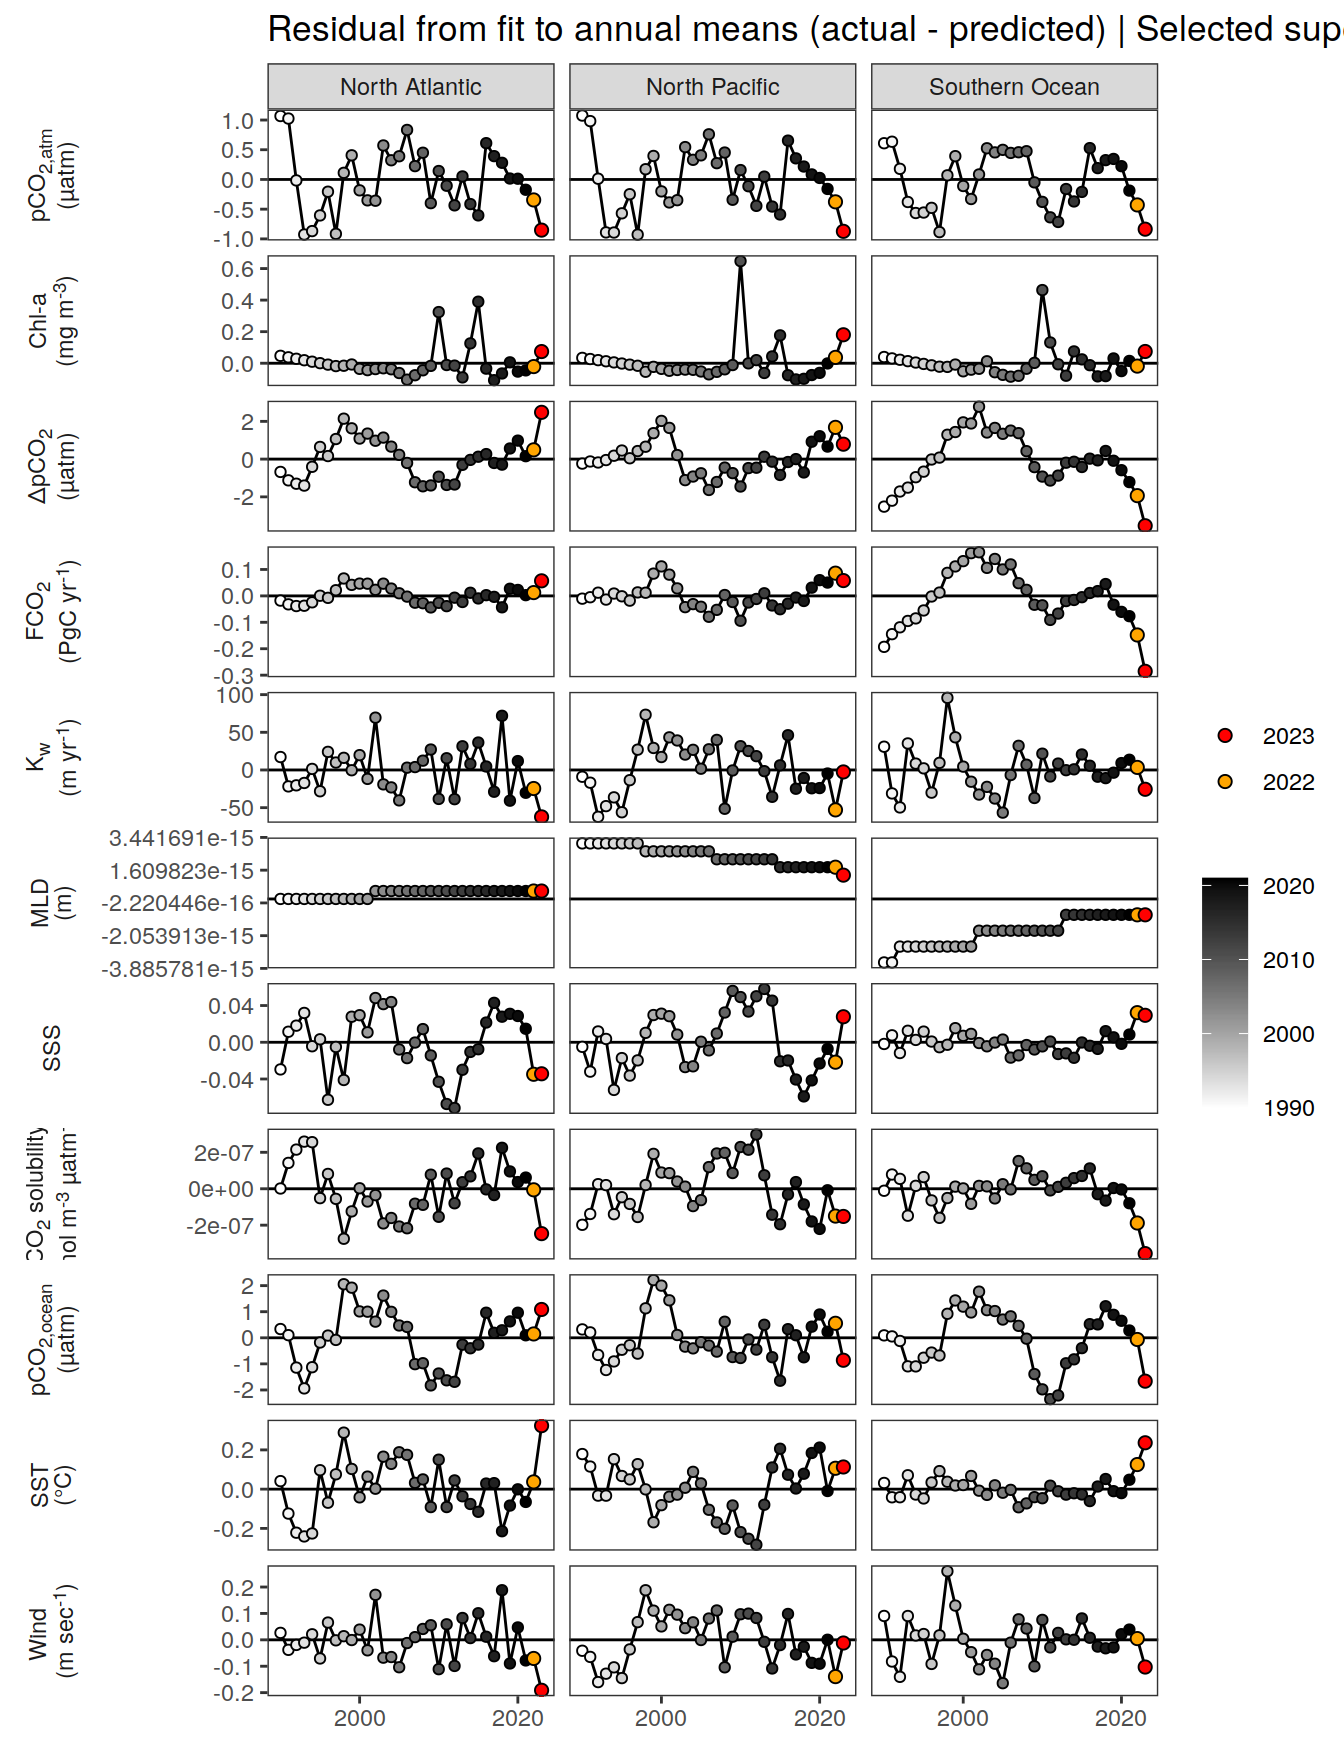 Residual from fit to annual means (actual - predicted) | Selected
North Atlantic North Pacific Southern Ocean
pCO2,atm
(µatm)
1.0
0.5
0.0
-0.5
-1.0
Chl-a
(mg m-3)
0.6
0.4
0.2
0.0
ΔpCO2
(µatm)
2
0
-2
FCO2
(PgC yr-1)
0.1
0.0
-0.1
-0.2
-0.3
Kw
(m yr-1)
100
50
0
-50
MLD
(m)
3.441691e-15
1.609823e-15
-2.220446e-16
-2.053913e-15
-3.885781e-15
SSS
0.04
0.00
-0.04
CO2 solubility
m-3 µatm-
2e-07
0e+00
-2e-07
pCO2,ocean
(µatm)
2
1
0
-1
-2
SST
(°C)
0.2
0.0
-0.2
Wind
(m sec-1)
0.2
0.1
0.0
-0.1
-0.2
2000 2020 2000 2020 2000 2020
2023
2022
2020
2010
2000
1990